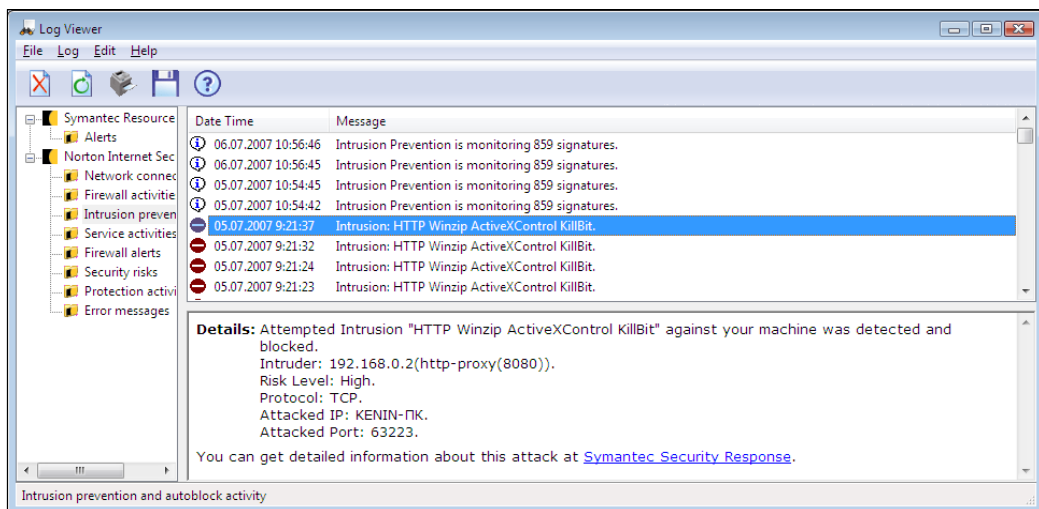 Log Viewer
File Log Edit Help
Symantec Resource
Alerts
Norton Internet Sec
Network connec
Firewall activitie
Intrusion preven
Service activities
Firewall alerts
Security risks
Protection activi
Error messages
Date Time Message
06.07.2007 10:56:46 Intrusion Prevention is monitoring 859 signatures.
06.07.2007 10:56:45 Intrusion Prevention is monitoring 859 signatures.
05.07.2007 10:54:45 Intrusion Prevention is monitoring 859 signatures.
05.07.2007 10:54:42 Intrusion Prevention is monitoring 859 signatures.
05.07.2007 9:21:37 Intrusion: HTTP Winzip ActiveXControl KillBit.
05.07.2007 9:21:32 Intrusion: HTTP Winzip ActiveXControl KillBit.
05.07.2007 9:21:24 Intrusion: HTTP Winzip ActiveXControl KillBit.
05.07.2007 9:21:23 Intrusion: HTTP Winzip ActiveXControl KillBit.
Details: Attempted Intrusion "HTTP Winzip ActiveXControl KillBit" against your machine was detected and
blocked.
Intruder: 192.168.0.2(http-proxy(8080)).
Risk Level: High.
Protocol: TCP.
Attacked IP: KENIN-ПК.
Attacked Port: 63223.
You can get detailed information about this attack at Symantec Security Response.
Intrusion prevention and autoblock activity